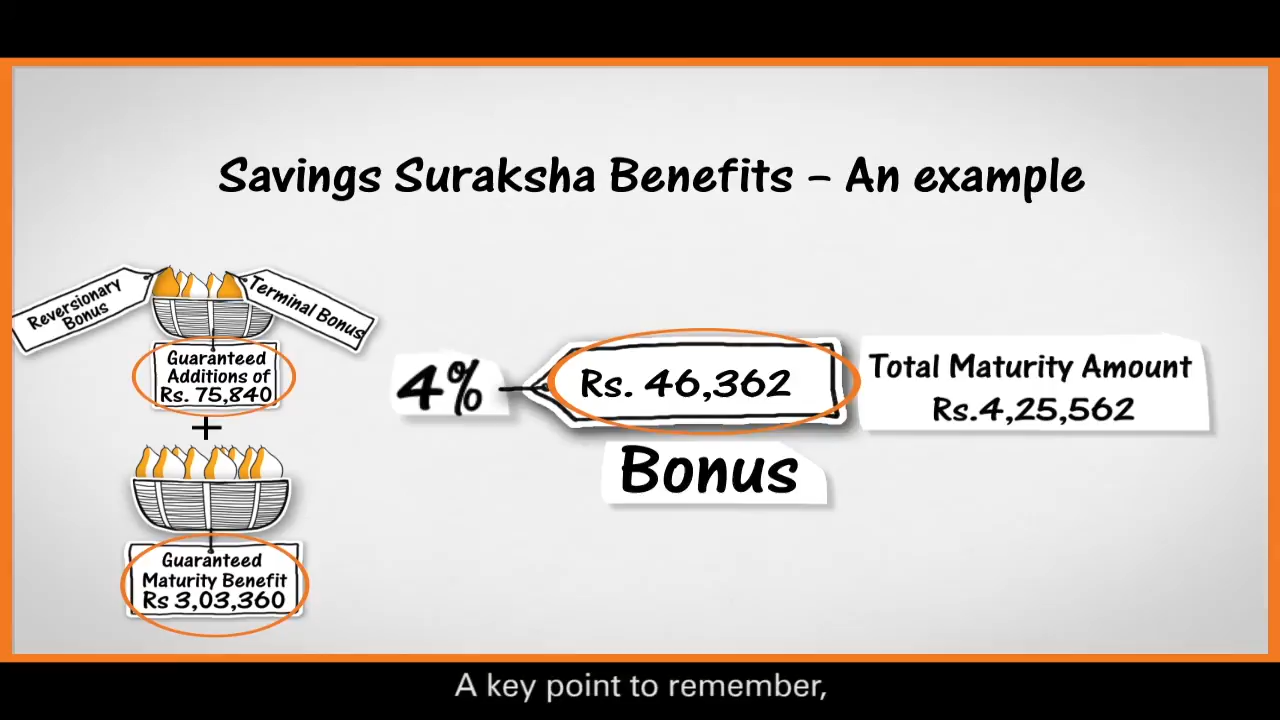 Savings Suraksha Benefits – An example
Reversionary
Bonus
Terminal Bonus
Guaranteed
Additions of
Rs. 75,840
+
Guaranteed
Maturity Benefit
Rs 3,03,360
4%
Rs. 46,362
Bonus
Total Maturity Amount
Rs.4,25,562
A key point to remember,